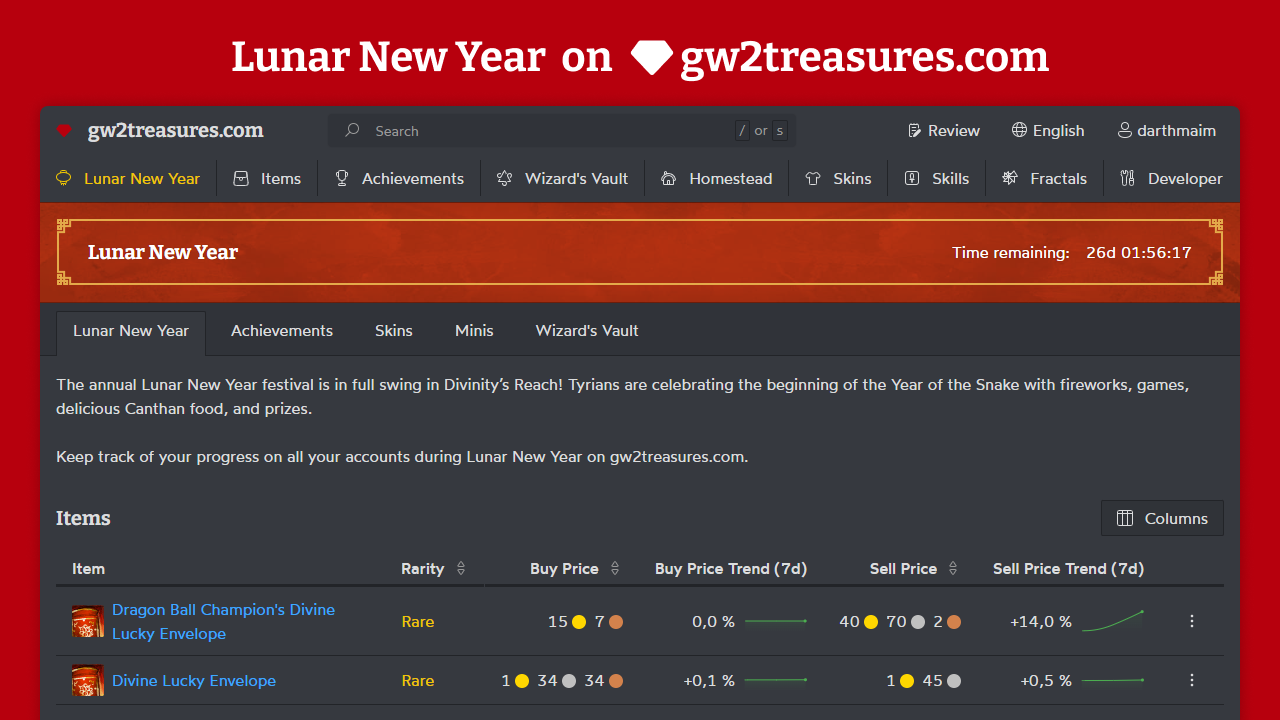 Lunar New Year on gw2treasures.com
gw2treasures.com
Search
/ or s
Review
English
darthmaim
Lunar New Year
Items
Achievements
Wizard's Vault
Homestead
Skins
Skills
Fractals
Developer
Lunar New Year
Time remaining: 26d 01:56:17
Lunar New Year
Achievements
Skins
Minis
Wizard's Vault
The annual Lunar New Year festival is in full swing in Divinity’s Reach! Tyrians are celebrating the beginning of the Year of the Snake with fireworks, games,
delicious Canthan food, and prizes.
Keep track of your progress on all your accounts during Lunar New Year on gw2treasures.com.
Items
Columns
Item Rarity Buy Price Buy Price Trend (7d) Sell Price Sell Price Trend (7d)
Dragon Ball Champion's Divine
Lucky Envelope
Rare 15 7 0,0 % 40 70 2 +14,0 %
Divine Lucky Envelope Rare 1 34 34 +0,1 % 1 45 +0,5 %